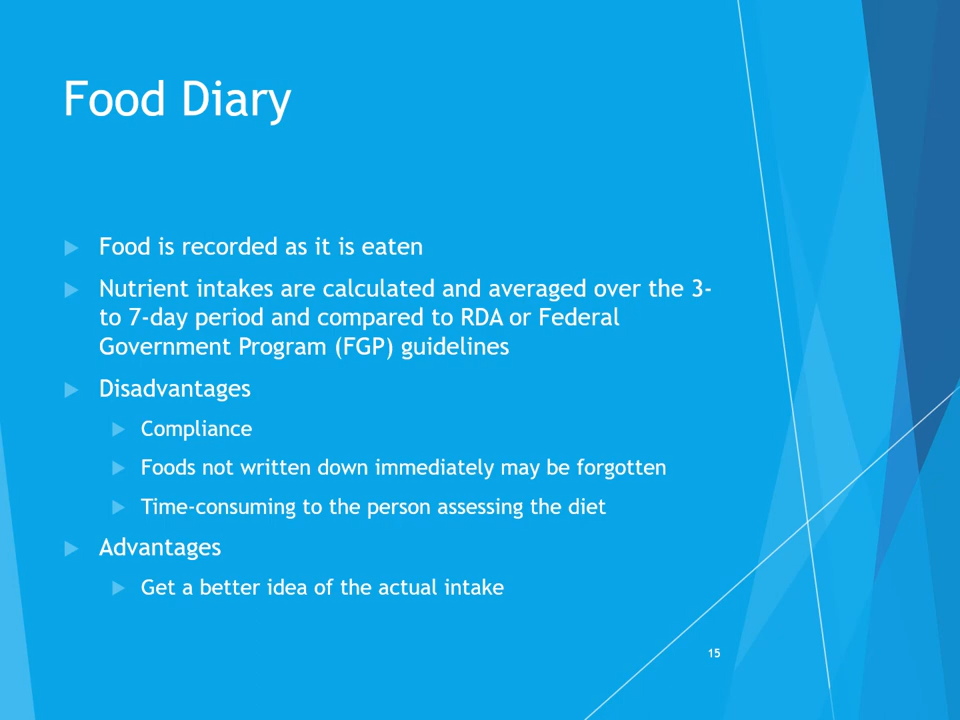 Food Diary
Food is recorded as it is eaten
Nutrient intakes are calculated and averaged over the 3-
to 7-day period and compared to RDA or Federal
Government Program (FGP) guidelines
Disadvantages
Compliance
Foods not written down immediately may be forgotten
Time-consuming to the person assessing the diet
Advantages
Get a better idea of the actual intake
15